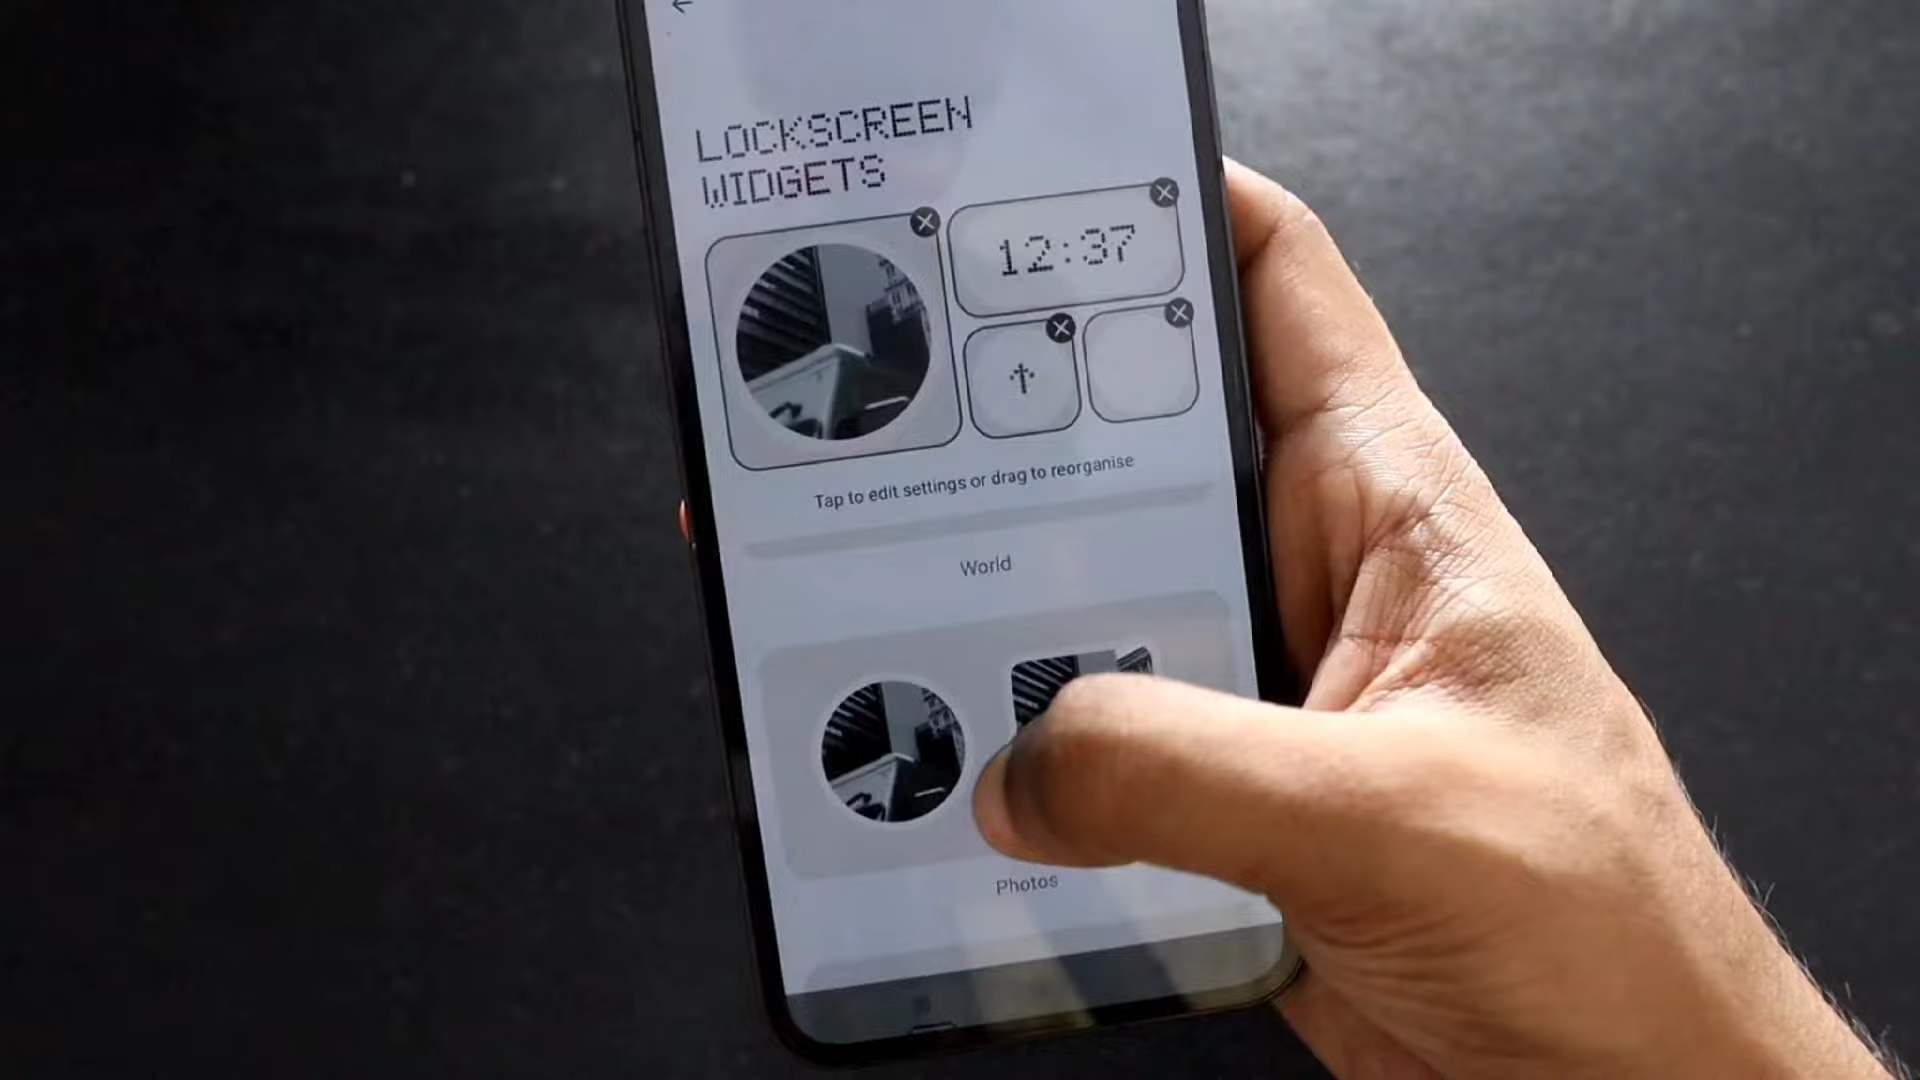 LOCKSCREEN
WIDGETS
12:37
Tap to edit settings or drag to reorganise
World
Photos